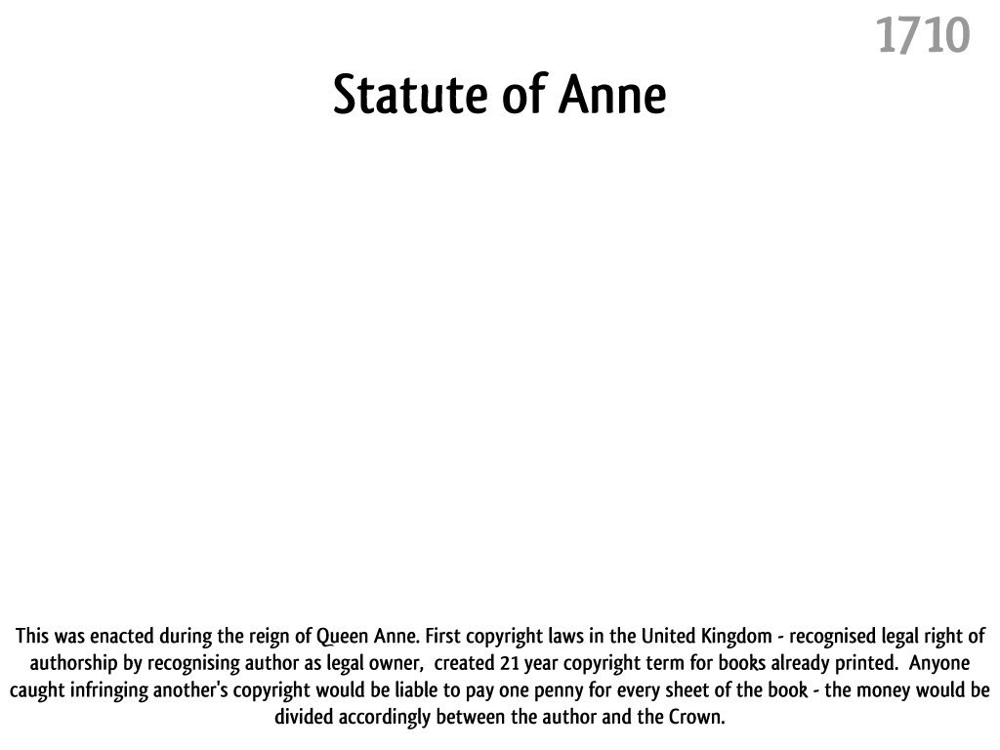 1710
Statute of Anne
This was enacted during the reign of Queen Anne. First copyright laws in the United Kingdom - recognised legal right of
authorship by recognising author as legal owner,  created 21 year copyright term for books already printed.  Anyone
caught infringing another's copyright would be liable to pay one penny for every sheet of the book - the money would be
divided accordingly between the author and the Crown.